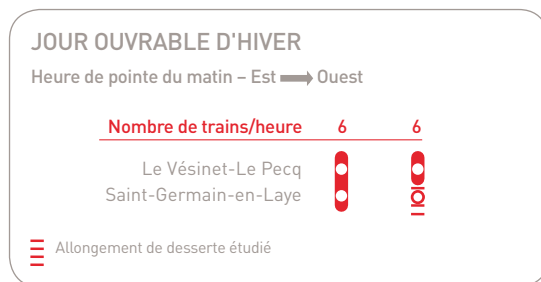 JOUR OUVRABLE D'HIVER
Heure de pointe du matin – Est ➡ Ouest
Nombre de trains/heure 6 6
Le Vésinet-Le Pecq
Saint-Germain-en-Laye
Allongement de desserte étudié